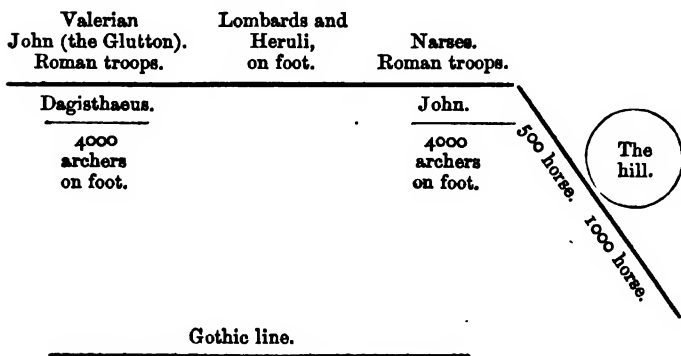 Valerian
John (the Glutton).
Roman troops.
Lombards and
Heruli,
on foot.
Narses.
Roman troops.
Dagisthaeus.
4000
archers
on foot.
John.
4000
archers
on foot.
500 horse.
1000 horse.
The
hill.
Gothic line.